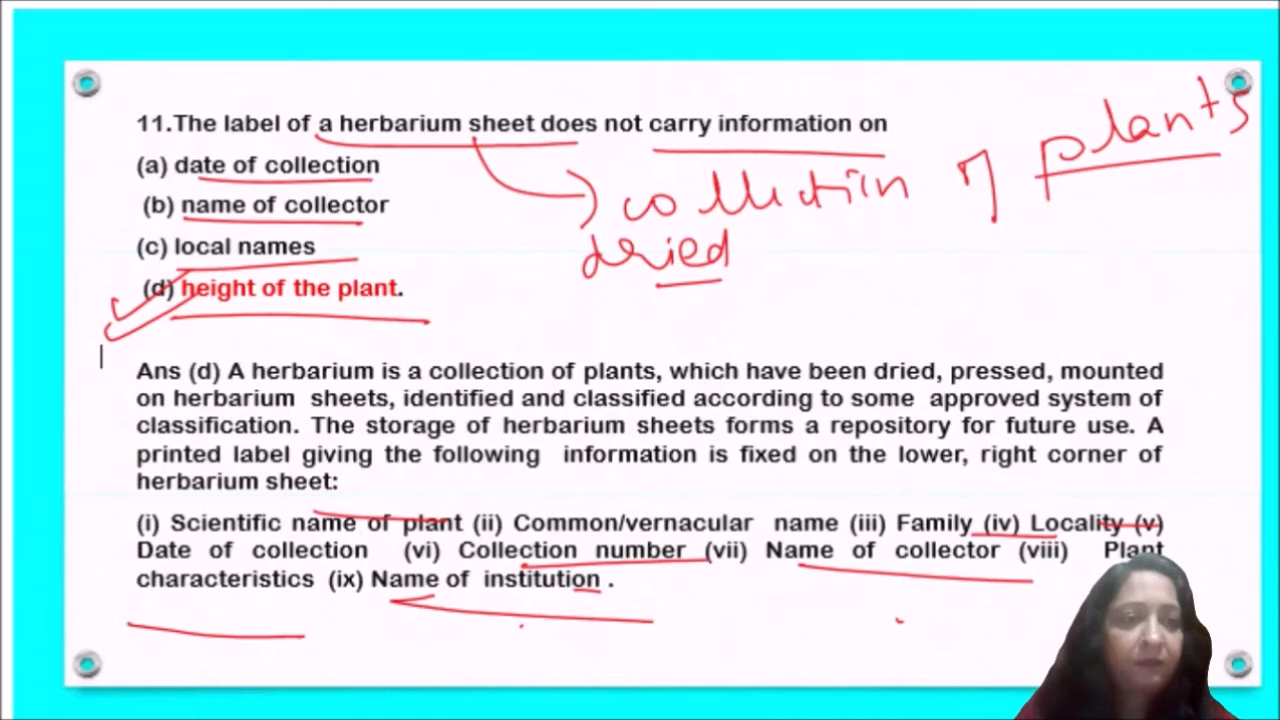 11.The label of a herbarium sheet does not carry information on
(a) date of collection
(b) name of collector
(c) local names
(d) height of the plant.
collection of plants
dried
Ans (d) A herbarium is a collection of plants, which have been dried, pressed, mounted
on herbarium sheets, identified and classified according to some approved system of
classification. The storage of herbarium sheets forms a repository for future use. A
printed label giving the following information is fixed on the lower, right corner of
herbarium sheet:
(i) Scientific name of plant (ii) Common/vernacular name (iii) Family (iv) Locality (v)
Date of collection (vi) Collection number (vii) Name of collector (viii) Plant
characteristics (ix) Name of institution .